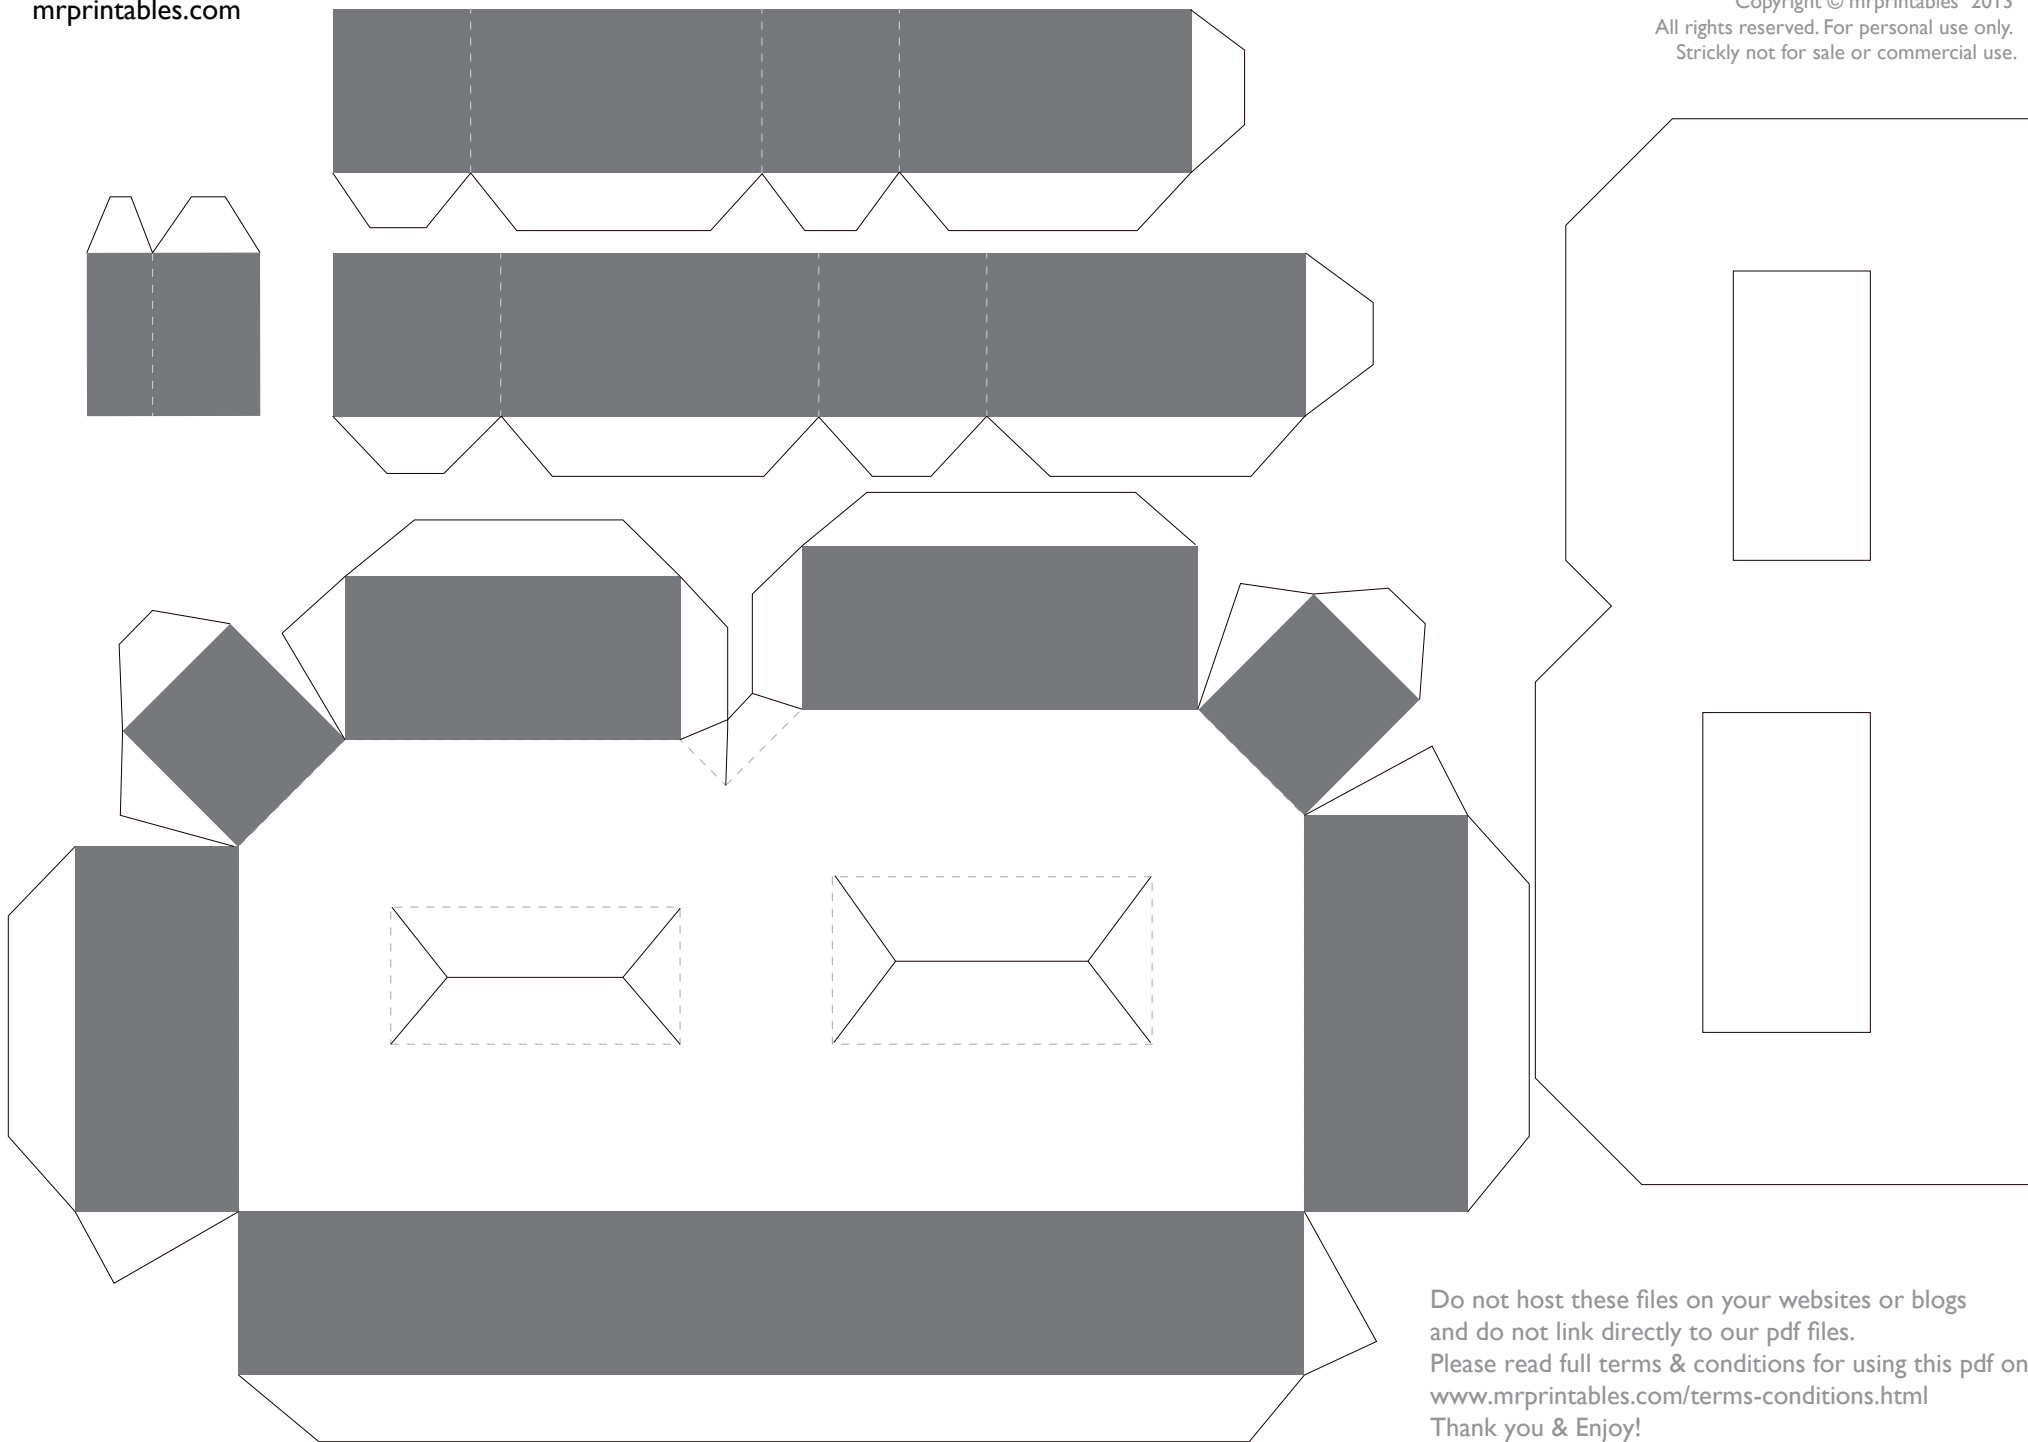 mrprintables.com
Copyright © mrprintables 2013
All rights reserved. For personal use only.
Strickly not for sale or commercial use.
Do not host these files on your websites or blogs
and do not link directly to our pdf files.
Please read full terms & conditions for using this pdf on
www.mrprintables.com/terms-conditions.html
Thank you & Enjoy!